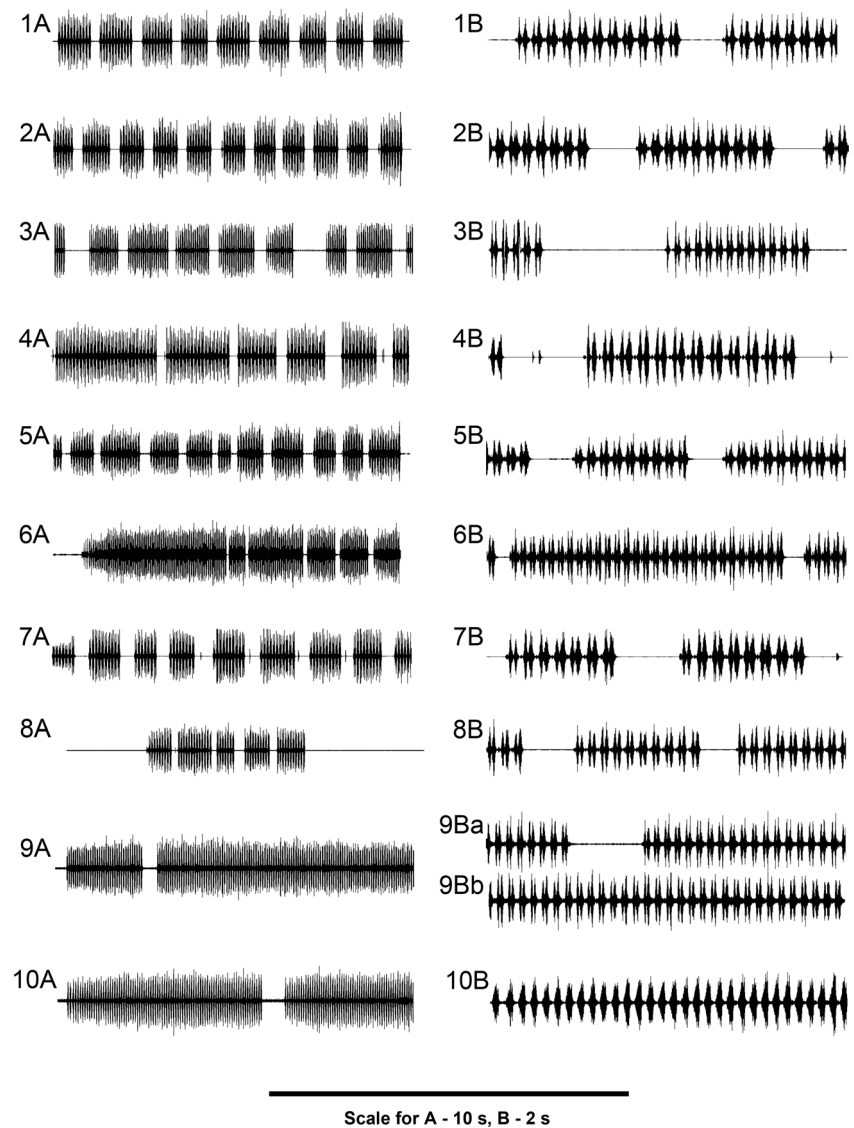 1A 1B
2A 2B
3A 3B
4A 4B
5A 5B
6A 6B
7A 7B
8A 8B
9A 9Ba
9Bb
10A 10B
Scale for A - 10 s, B - 2 s